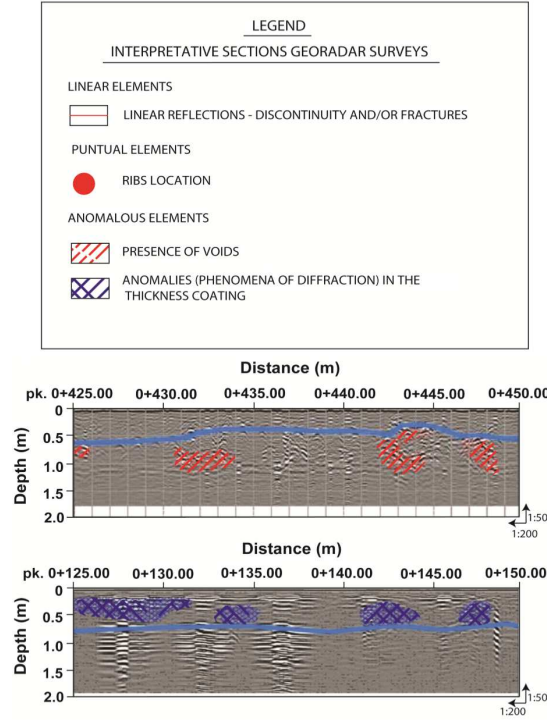 LEGEND
INTERPRETATIVE SECTIONS GEORADAR SURVEYS
LINEAR ELEMENTS
LINEAR REFLECTIONS - DISCONTINUITY AND/OR FRACTURES
PUNTUAL ELEMENTS
RIBS LOCATION
ANOMALOUS ELEMENTS
PRESENCE OF VOIDS
ANOMALIES (PHENOMENA OF DIFFRACTION) IN THE
THICKNESS COATING
Distance (m)
pk. 0+425.00 0+430.00 0+435.00 0+440.00 0+445.00 0+450.00
Depth (m)
0
0.5
1.0
1.5
2.0
1:50
1:200
Distance (m)
pk. 0+125.00 0+130.00 0+135.00 0+140.00 0+145.00 0+150.00
Depth (m)
0
0.5
1.0
1.5
2.0
1:50
1:200